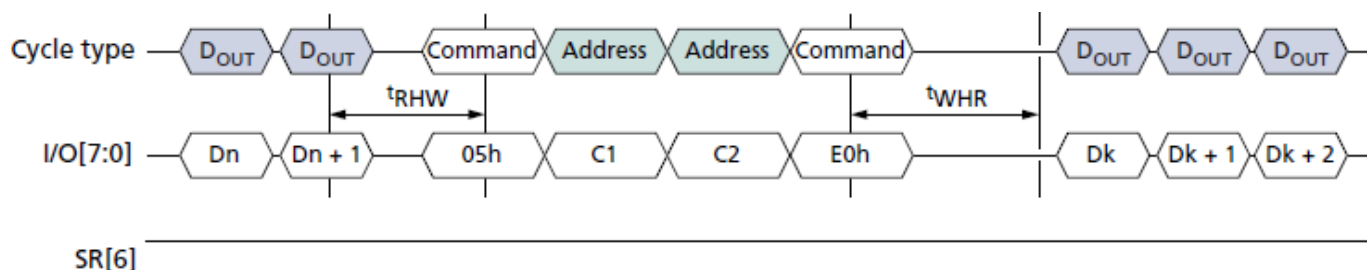 Cycle type DOUT DOUT Command Address Address Command DOUT DOUT DOUT
tRHW tWHR
I/O[7:0] Dn Dn + 1 05h C1 C2 E0h Dk Dk + 1 Dk + 2
SR[6]